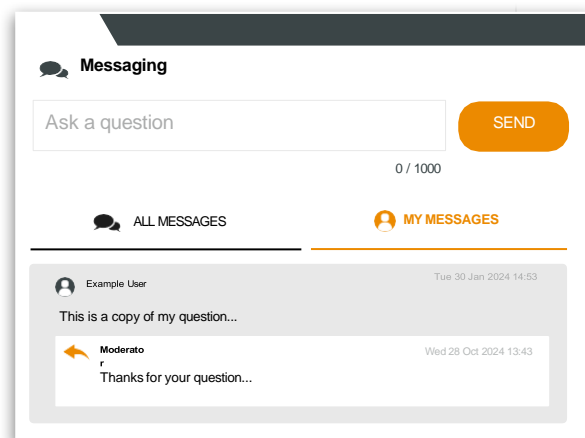 Messaging
Ask a question
SEND
0 / 1000
ALL MESSAGES
MY MESSAGES
Example User
Tue 30 Jan 2024 14:53
This is a copy of my question...
Moderato
r
Wed 28 Oct 2024 13:43
Thanks for your question...